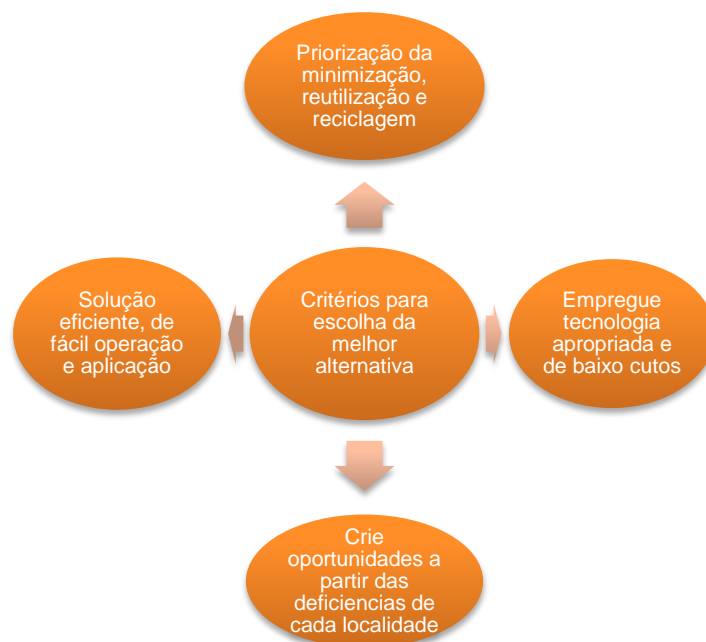 Priorização da
minimização,
reutilização e
reciclagem
Solução
eficiente, de
fácil operação
e aplicação
Critérios para
escolha da
melhor
alternativa
Empregue
tecnologia
apropriada e
de baixo cutos
Crie
oportunidades a
partir das
deficiencias de
cada localidade